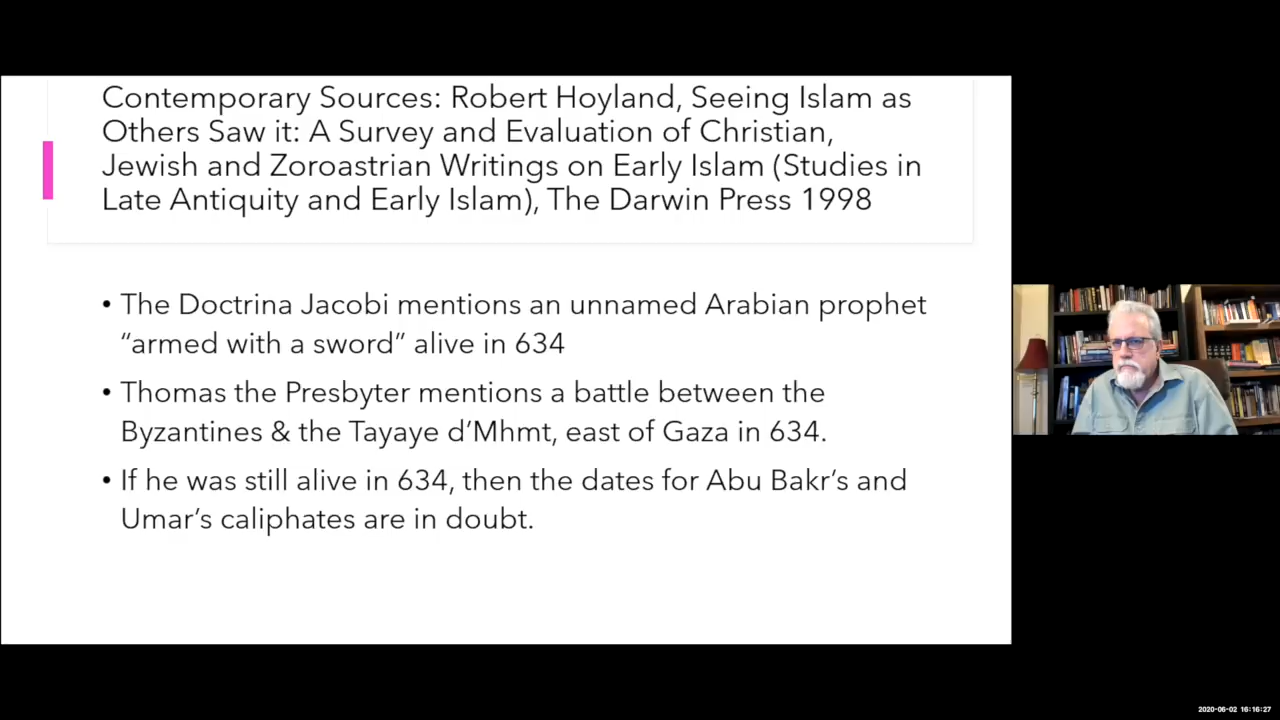 Contemporary Sources: Robert Hoyland, Seeing Islam as
Others Saw it: A Survey and Evaluation of Christian,
Jewish and Zoroastrian Writings on Early Islam (Studies in
Late Antiquity and Early Islam), The Darwin Press 1998
• The Doctrina Jacobi mentions an unnamed Arabian prophet
“armed with a sword” alive in 634
• Thomas the Presbyter mentions a battle between the
Byzantines & the Tayaye d’Mhmt, east of Gaza in 634.
• If he was still alive in 634, then the dates for Abu Bakr’s and
Umar’s caliphates are in doubt.
2020-06-02 16:16:27